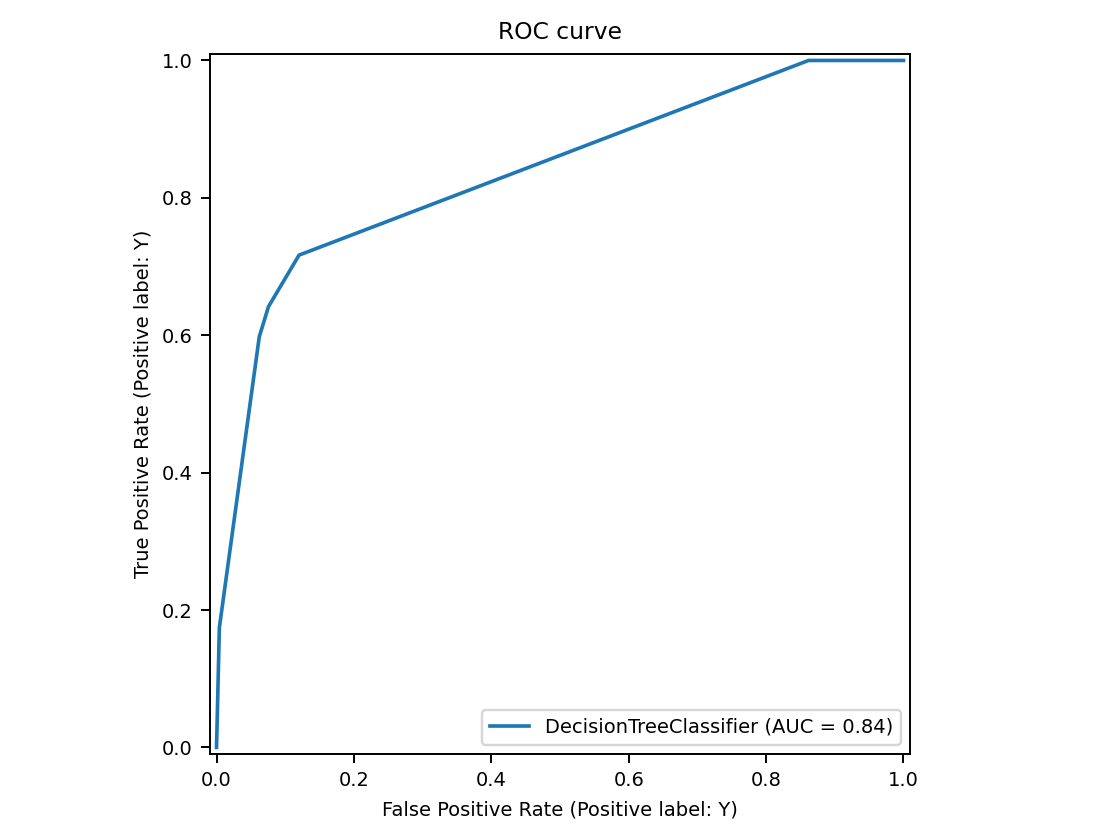 ROC curve
True Positive Rate (Positive label: Y)
1.0
0.8
0.6
0.4
0.2
0.0
DecisionTreeClassifier (AUC = 0.84)
0.0 0.2 0.4 0.6 0.8 1.0
False Positive Rate (Positive label: Y)